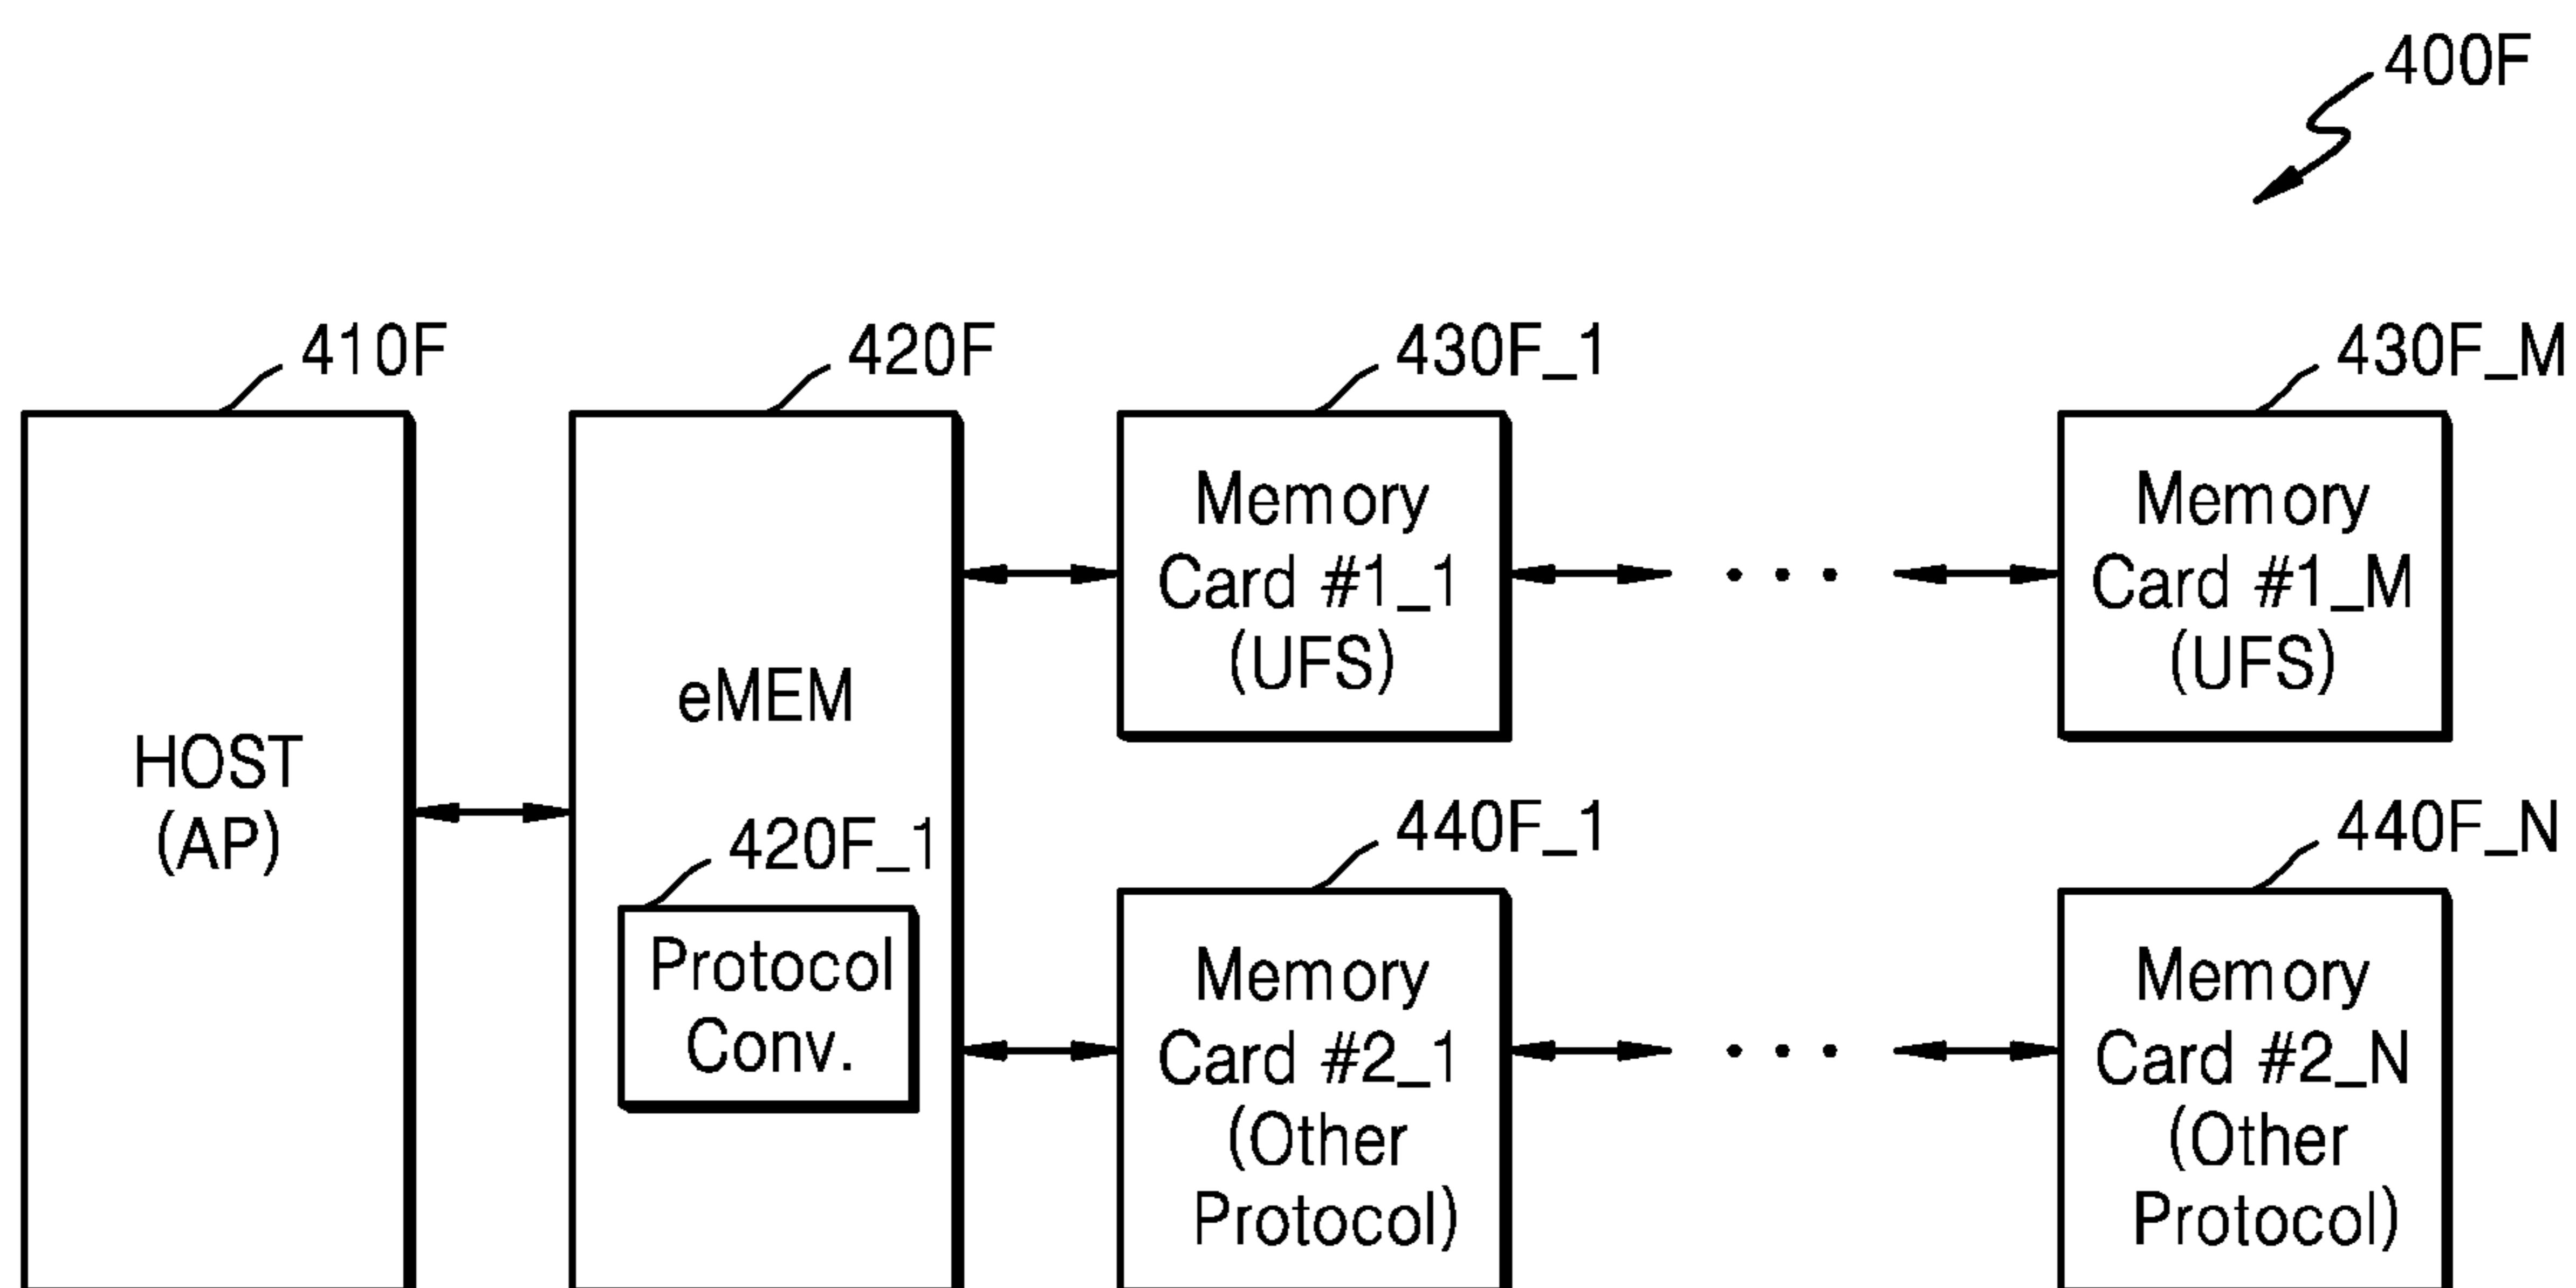 400F
410F
420F
430F_1
430F_M
HOST
(AP)
eMEM
420F_1
Protocol
Conv.
Memory
Card #1_1
(UFS)
Memory
Card #1_M
(UFS)
440F_1
440F_N
Memory
Card #2_1
(Other
Protocol)
Memory
Card #2_N
(Other
Protocol)